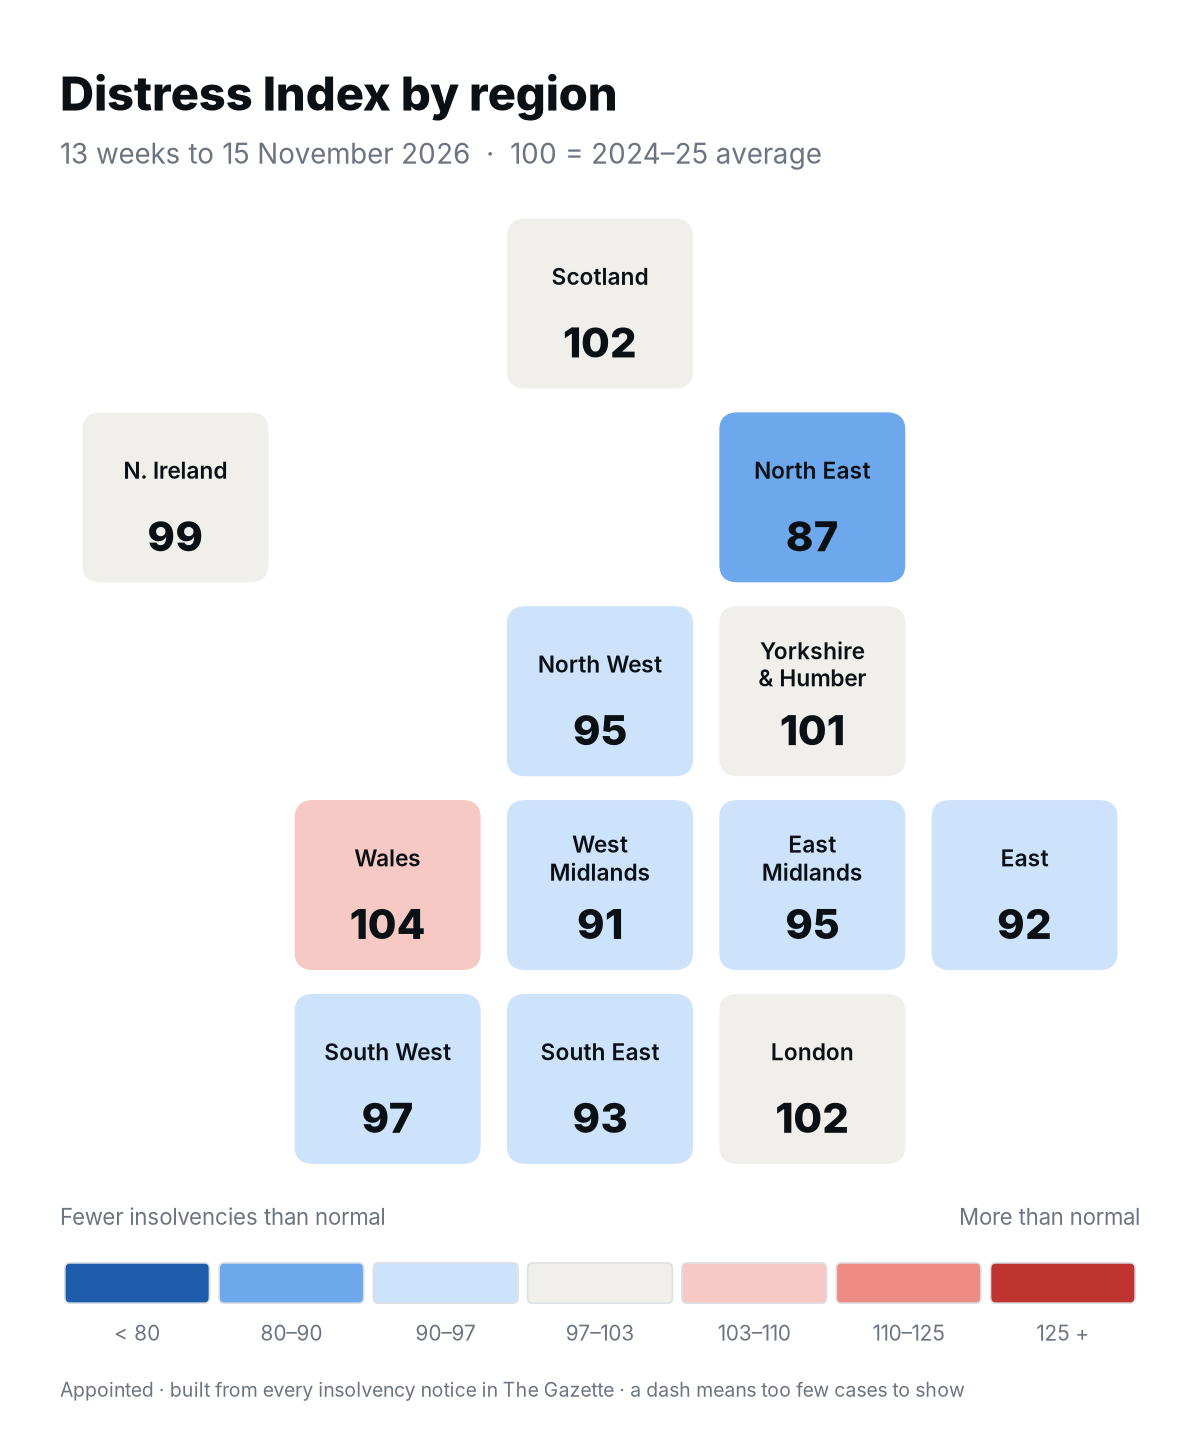 Distress Index by region
13 weeks to 15 November 2026 · 100 = 2024–25 average
Scotland
102
N. Ireland
99
North East
87
North West
95
Yorkshire
& Humber
101
Wales
104
West
Midlands
91
East
Midlands
95
East
92
South West
97
South East
93
London
102
Fewer insolvencies than normal
More than normal
< 80
80–90
90–97
97–103
103–110
110–125
125 +
Appointed · built from every insolvency notice in The Gazette · a dash means too few cases to show